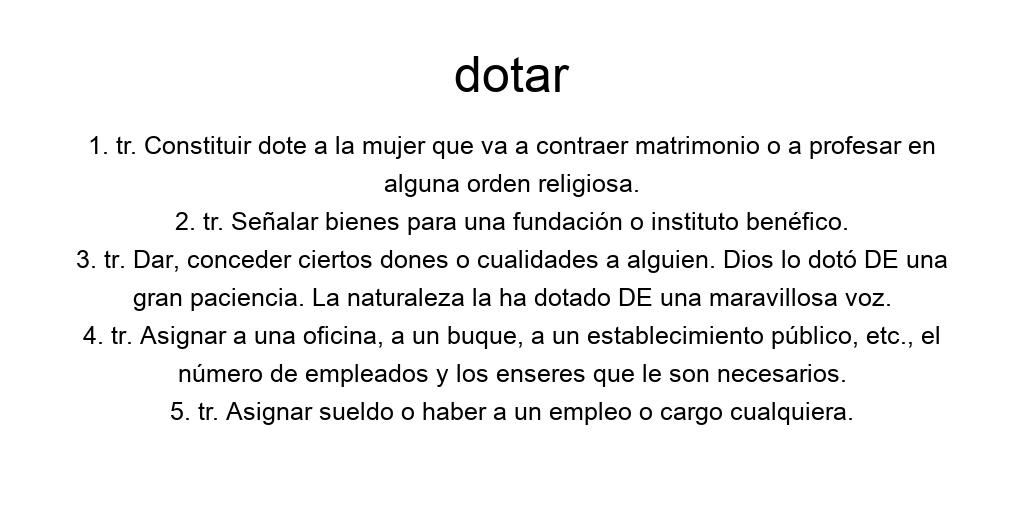 dotar
1. tr. Constituir dote a la mujer que va a contraer matrimonio o a profesar en
alguna orden religiosa.
2. tr. Señalar bienes para una fundación o instituto benéfico.
3. tr. Dar, conceder ciertos dones o cualidades a alguien. Dios lo dotó DE una
gran paciencia. La naturaleza la ha dotado DE una maravillosa voz.
4. tr. Asignar a una oficina, a un buque, a un establecimiento público, etc., el
número de empleados y los enseres que le son necesarios.
5. tr. Asignar sueldo o haber a un empleo o cargo cualquiera.